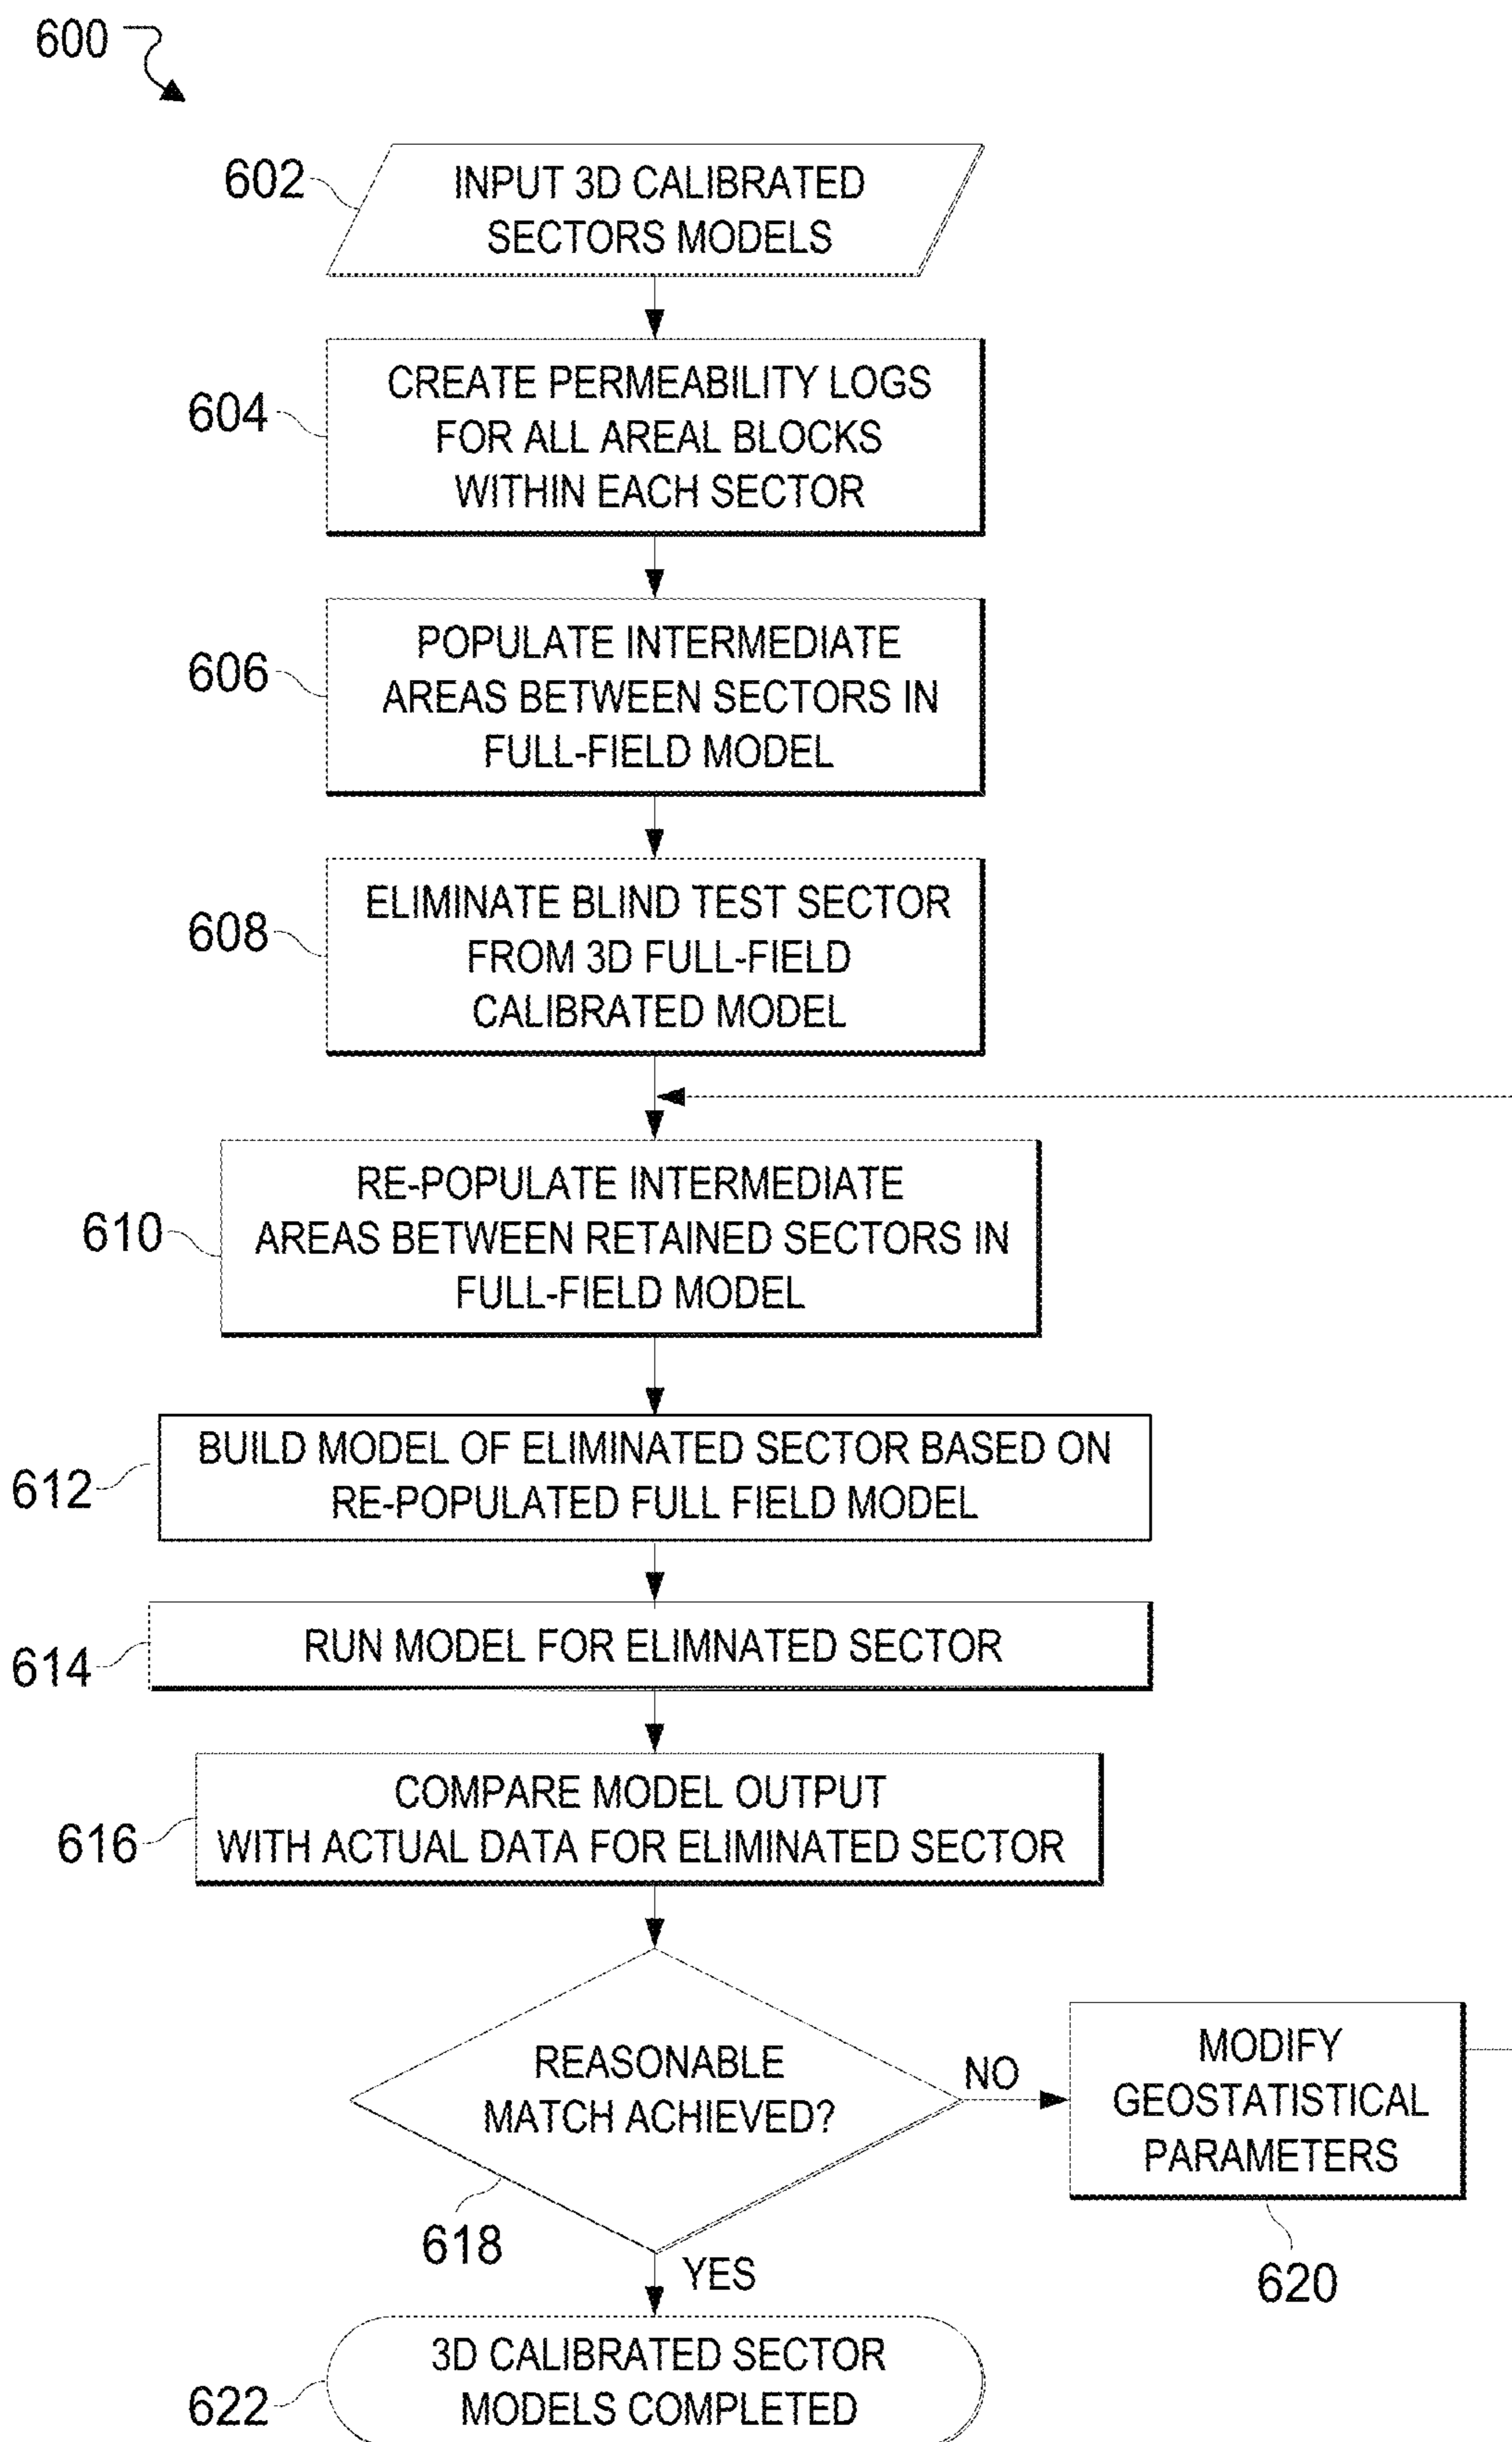 600
602
INPUT 3D CALIBRATED
SECTORS MODELS
604
CREATE PERMEABILITY LOGS
FOR ALL AREAL BLOCKS
WITHIN EACH SECTOR
606
POPULATE INTERMEDIATE
AREAS BETWEEN SECTORS IN
FULL-FIELD MODEL
608
ELIMINATE BLIND TEST SECTOR
FROM 3D FULL-FIELD
CALIBRATED MODEL
610
RE-POPULATE INTERMEDIATE
AREAS BETWEEN RETAINED SECTORS IN
FULL-FIELD MODEL
612
BUILD MODEL OF ELIMINATED SECTOR BASED ON
RE-POPULATED FULL FIELD MODEL
614
RUN MODEL FOR ELIMNATED SECTOR
616
COMPARE MODEL OUTPUT
WITH ACTUAL DATA FOR ELIMINATED SECTOR
REASONABLE
MATCH ACHIEVED?
618
NO
MODIFY
GEOSTATISTICAL
PARAMETERS
620
YES
622
3D CALIBRATED SECTOR
MODELS COMPLETED